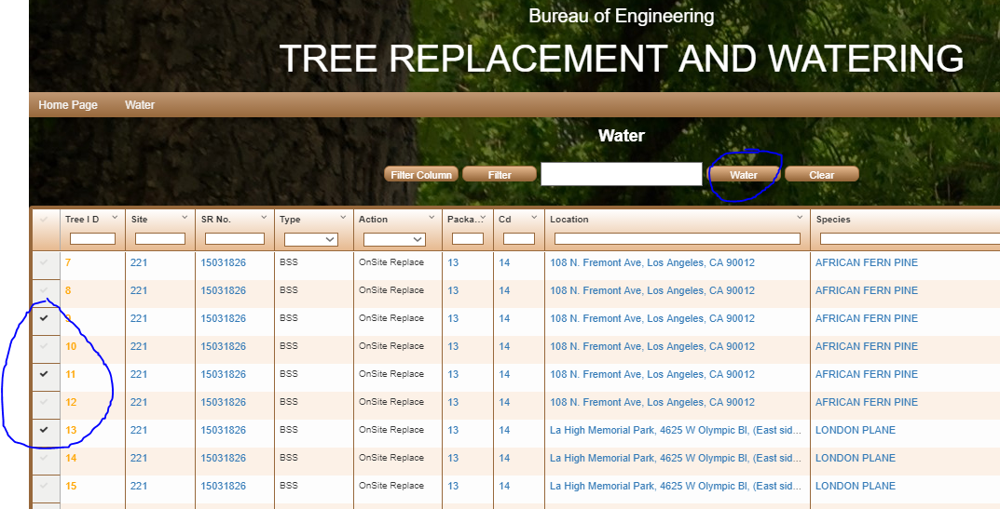 Bureau of Engineering
TREE REPLACEMENT AND WATERING
Home Page Water
Water
Filter Column Filter Water Clear
Tree I D Site SR No. Type Action Packa... Cd Location Species
7 221 15031826 BSS OnSite Replace 13 14 108 N. Fremont Ave, Los Angeles, CA 90012 AFRICAN FERN PINE
8 221 15031826 BSS OnSite Replace 13 14 108 N. Fremont Ave, Los Angeles, CA 90012 AFRICAN FERN PINE
9 221 15031826 BSS OnSite Replace 13 14 108 N. Fremont Ave, Los Angeles, CA 90012 AFRICAN FERN PINE
10 221 15031826 BSS OnSite Replace 13 14 108 N. Fremont Ave, Los Angeles, CA 90012 AFRICAN FERN PINE
11 221 15031826 BSS OnSite Replace 13 14 108 N. Fremont Ave, Los Angeles, CA 90012 AFRICAN FERN PINE
12 221 15031826 BSS OnSite Replace 13 14 108 N. Fremont Ave, Los Angeles, CA 90012 AFRICAN FERN PINE
13 221 15031826 BSS OnSite Replace 13 14 La High Memorial Park, 4625 W Olympic Bl, (East sid... LONDON PLANE
14 221 15031826 BSS OnSite Replace 13 14 La High Memorial Park, 4625 W Olympic Bl, (East sid... LONDON PLANE
15 221 15031826 BSS OnSite Replace 13 14 La High Memorial Park, 4625 W Olympic Bl, (East sid... LONDON PLANE